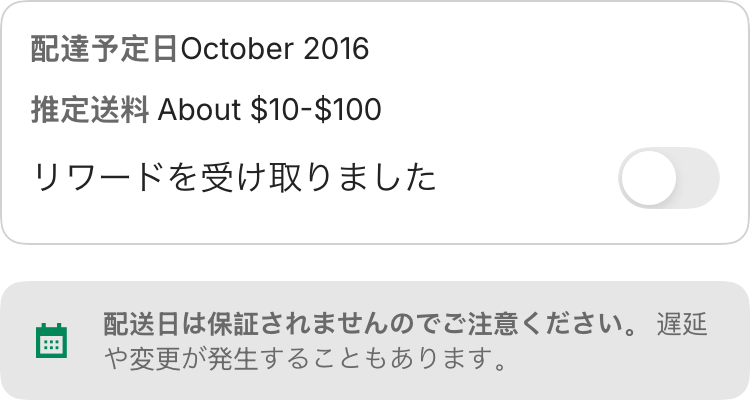 配達予定日October 2016
推定送料 About $10-$100
リワードを受け取りました
配送日は保証されませんのでご注意ください。 遅延
や変更が発生することもあります。